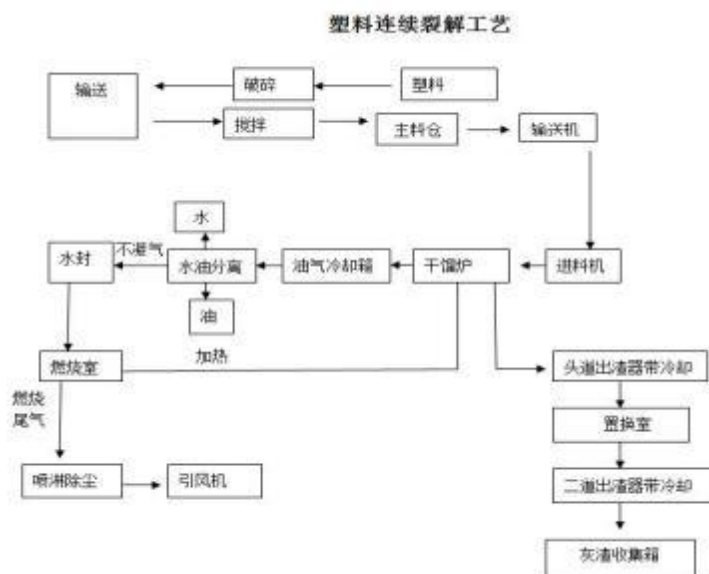 塑料连续裂解工艺
输送
破碎
塑料
搅拌
主料仓
输送机
水
水封
不凝气
水油分离
油气冷却箱
干馏炉
进料机
油
燃烧室
加热
头道出渣器带冷却
燃烧
尾气
置换室
喷淋除尘
引风机
二道出渣器带冷却
灰渣收集箱